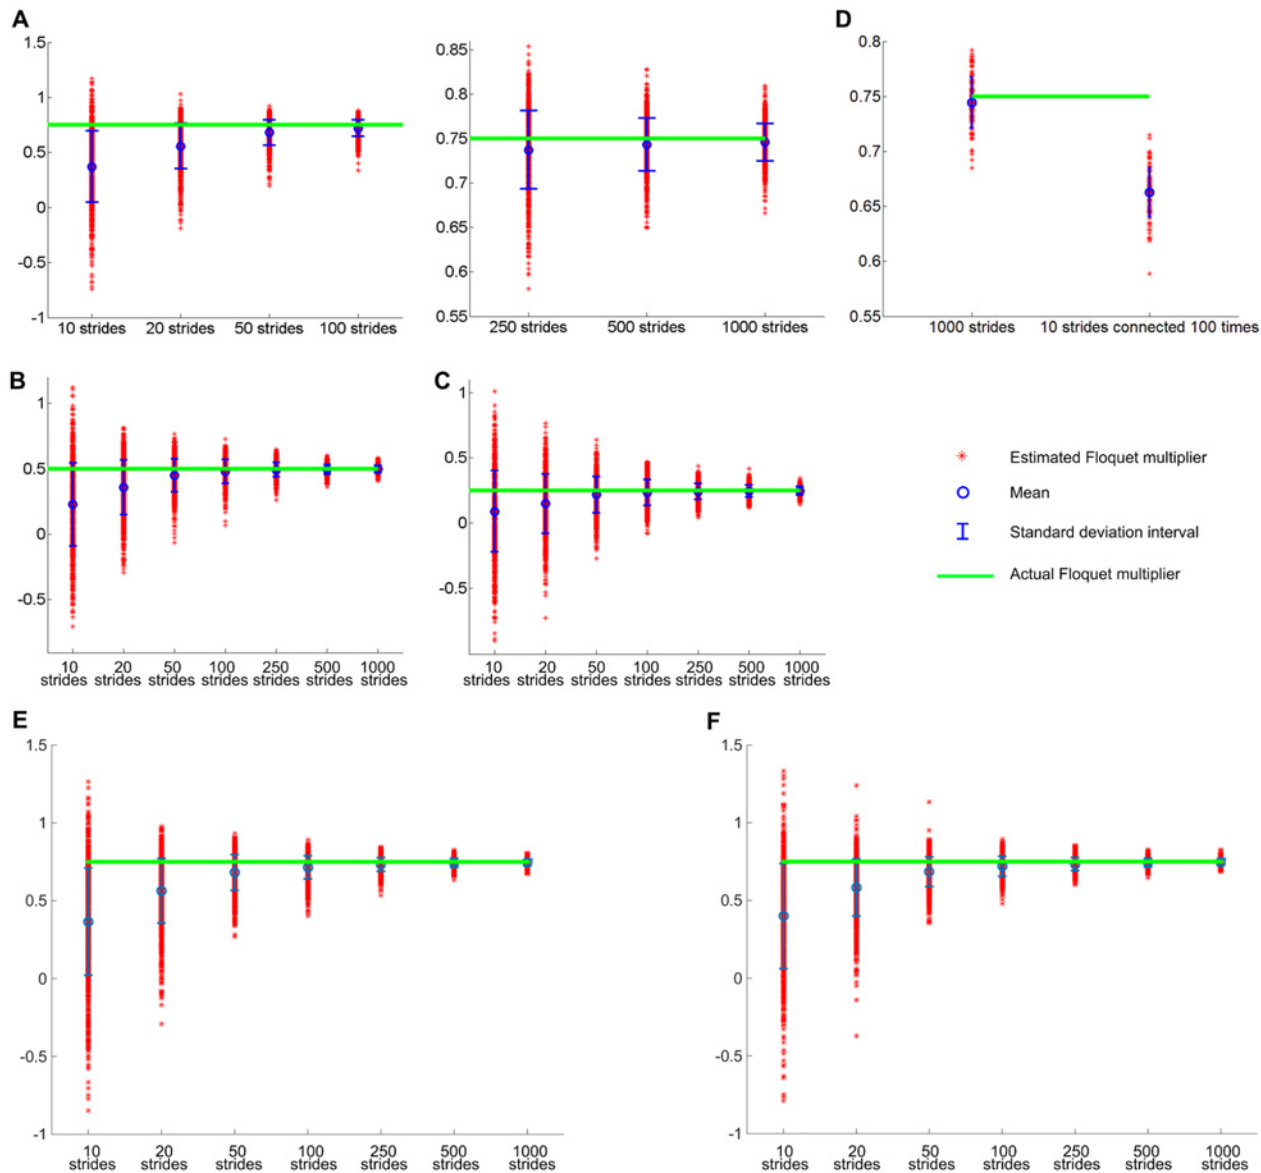 A
1.5
1
0.5
0
-0.5
-1
10 strides 20 strides 50 strides 100 strides
0.85
0.8
0.75
0.7
0.65
0.6
0.55
250 strides 500 strides 1000 strides
D
0.8
0.75
0.7
0.65
0.6
0.55
1000 strides 10 strides connected 100 times
B
1
0.5
0
-0.5
10 20 50 100 250 500 1000
strides strides strides strides strides strides strides
C
1
0.5
0
-0.5
10 20 50 100 250 500 1000
strides strides strides strides strides strides strides
Estimated Floquet multiplier
Mean
Standard deviation interval
Actual Floquet multiplier
E
1.5
1
0.5
0
-0.5
-1
10 20 50 100 250 500 1000
strides strides strides strides strides strides strides
F
1.5
1
0.5
0
-0.5
-1
10 20 50 100 250 500 1000
strides strides strides strides strides strides strides